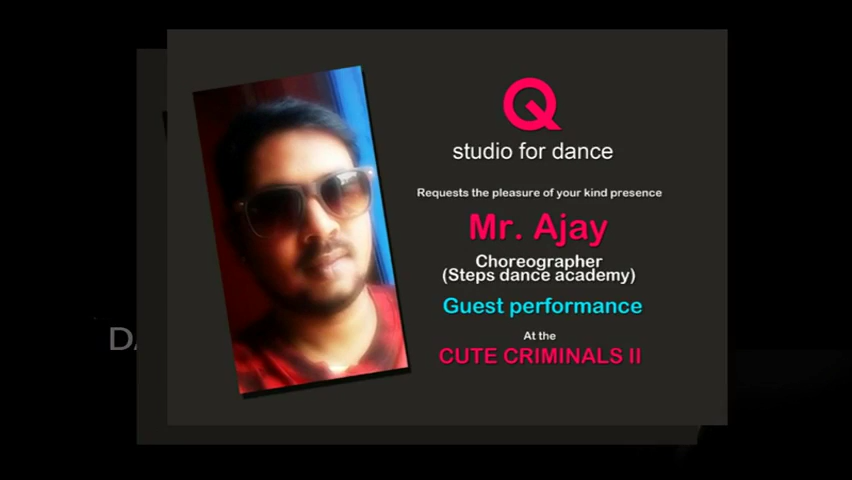 Q
studio for dance
Requests the pleasure of your kind presence
Mr. Ajay
Choreographer
(Steps dance academy)
Guest performance
At the
CUTE CRIMINALS II